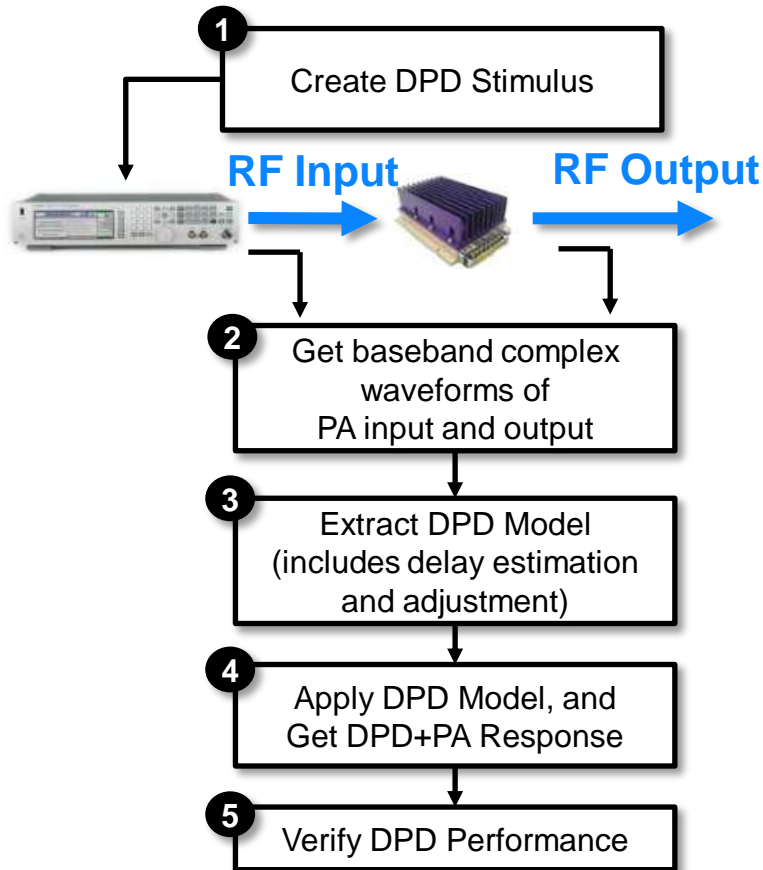 1
Create DPD Stimulus
RF Input
RF Output
2
Get baseband complex
waveforms of
PA input and output
3
Extract DPD Model
(includes delay estimation
and adjustment)
4
Apply DPD Model, and
Get DPD+PA Response
5
Verify DPD Performance